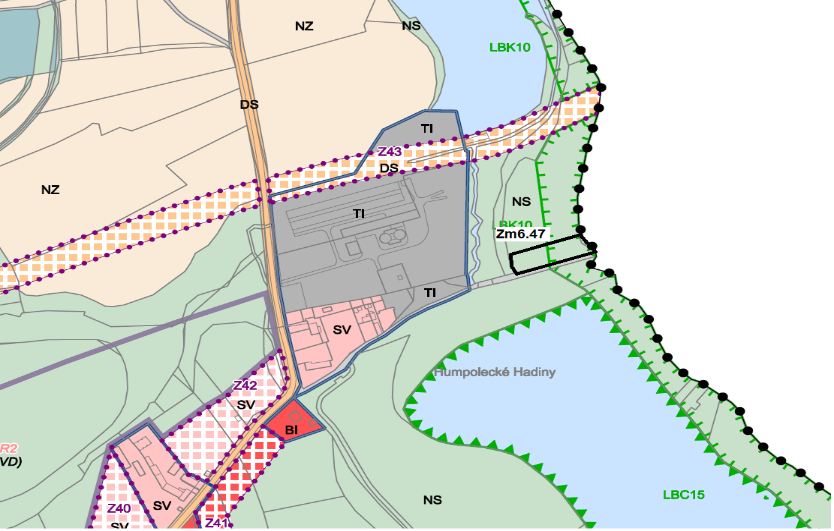 NZ
NS
LBK10
DS
TI
Z43
DS
NZ
TI
NS
LBK10
Zm6.47
TI
SV
Humpolecké Hadiny
Z42
SV
BI
R2
VD)
NS
LBC15
SV
Z40
SV
Z41